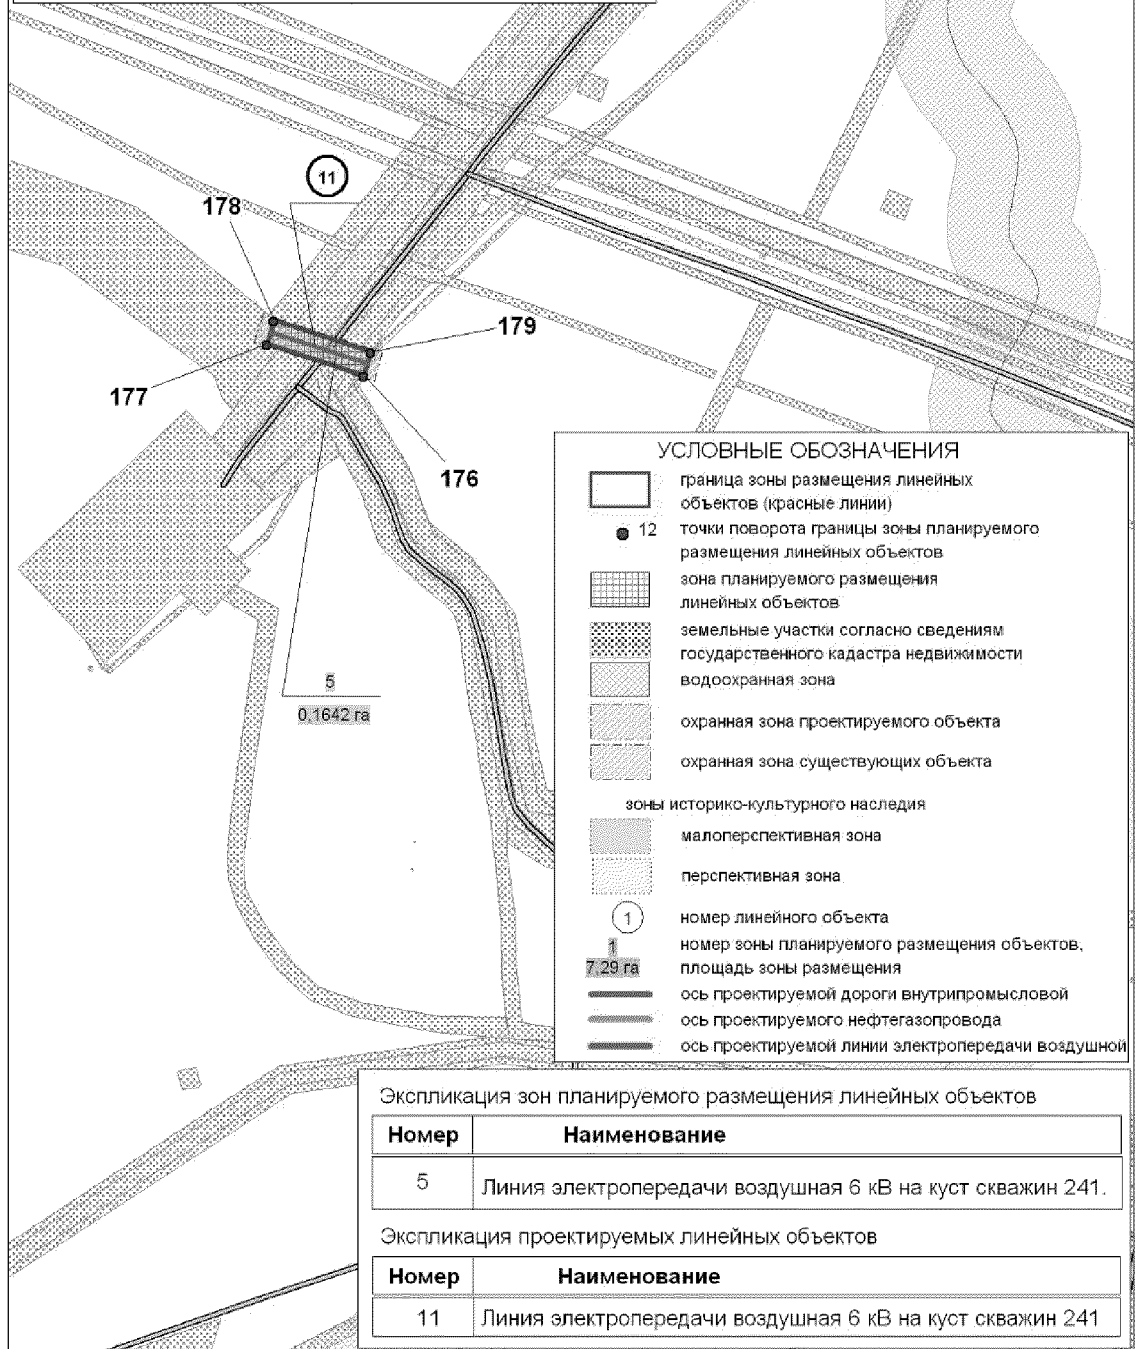 11
178
179
177
176
5
0,1642 га
УСЛОВНЫЕ ОБОЗНАЧЕНИЯ
граница зоны размещения линейных
объектов (красные линии)
12 точки поворота границы зоны планируемого
размещения линейных объектов
зона планируемого размещения
линейных объектов
земельные участки согласно сведениям
государственного кадастра недвижимости
водоохранная зона
охранная зона проектируемого объекта
охранная зона существующих объекта
зоны историко-культурного наследия
малоперспективная зона
перспективная зона
1 номер линейного объекта
1 номер зоны планируемого размещения объектов,
7,29 га площадь зоны размещения
ось проектируемой дороги внутрипромысловой
ось проектируемого нефтегазопровода
ось проектируемой линии электропередачи воздушной
Экспликация зон планируемого размещения линейных объектов
Номер Наименование
5 Линия электропередачи воздушная 6 кВ на куст скважин 241.
Экспликация проектируемых линейных объектов
Номер Наименование
11 Линия электропередачи воздушная 6 кВ на куст скважин 241